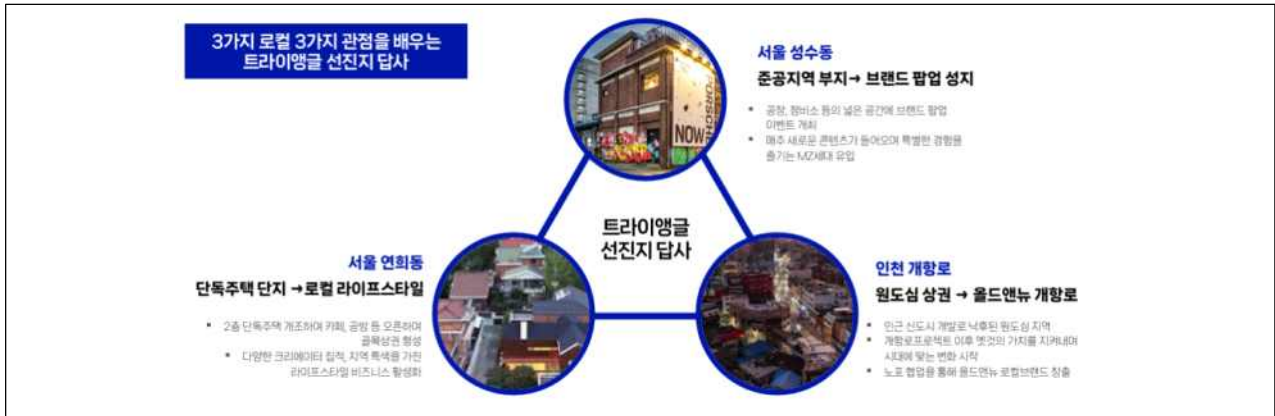 3가지 로컬 3가지 관점을 배우는
트라이앵글 선진지 답사
서울 성수동
준공지역 부지→ 브랜드 팝업 성지
▪ 공장, 정비소 등의 넓은 공간에 브랜드 팝업
이벤트 개최
▪ 매주 새로운 콘텐츠가 들어오며 특별한 경험을
즐기는 MZ세대 유입
PORSCHE
NOW
트라이앵글
선진지 답사
서울 연희동
단독주택 단지 →로컬 라이프스타일
▪ 2층 단독주택 개조하여 카페, 공방 등 오픈하며
골목상권 형성
▪ 다양한 크리에이터 집적, 지역 특색을 가진
라이프스타일 비즈니스 활성화
인천 개항로
원도심 상권 → 올드앤뉴 개항로
▪ 인근 신도시 개발로 낙후된 원도심 지역
▪ 개항로프로젝트 이후 옛것의 가치를 지켜내며
시대에 맞는 변화 시작
▪ 노포 협업을 통해 올드앤뉴 로컬브랜드 창출